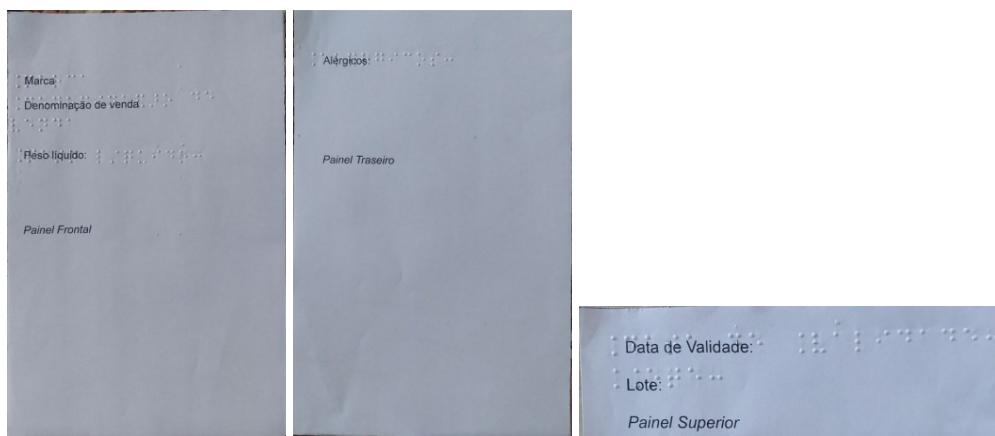 Marca
Denominação de venda
Peso líquido:
Painel Frontal
Alérgicos:
Painel Traseiro
Data de Validade:
Lote:
Painel Superior